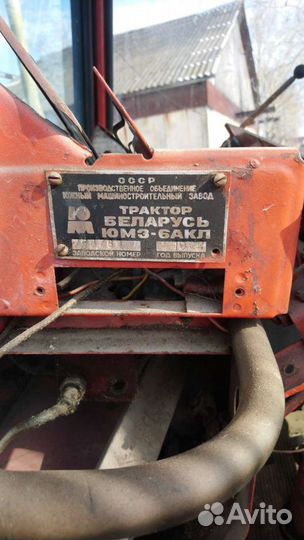 СССР
ПРОИЗВОДСТВЕННОЕ ОБЪЕДИНЕНИЕ
ЮЖНЫЙ МАШИНОСТРОИТЕЛЬНЫЙ ЗАВОД
ЮМ
ТРАКТОР
БЕЛАРУСЬ
ЮМЗ-6АКЛ
ЗАВОДСКОЙ НОМЕР ГОД ВЫПУСКА
Avito